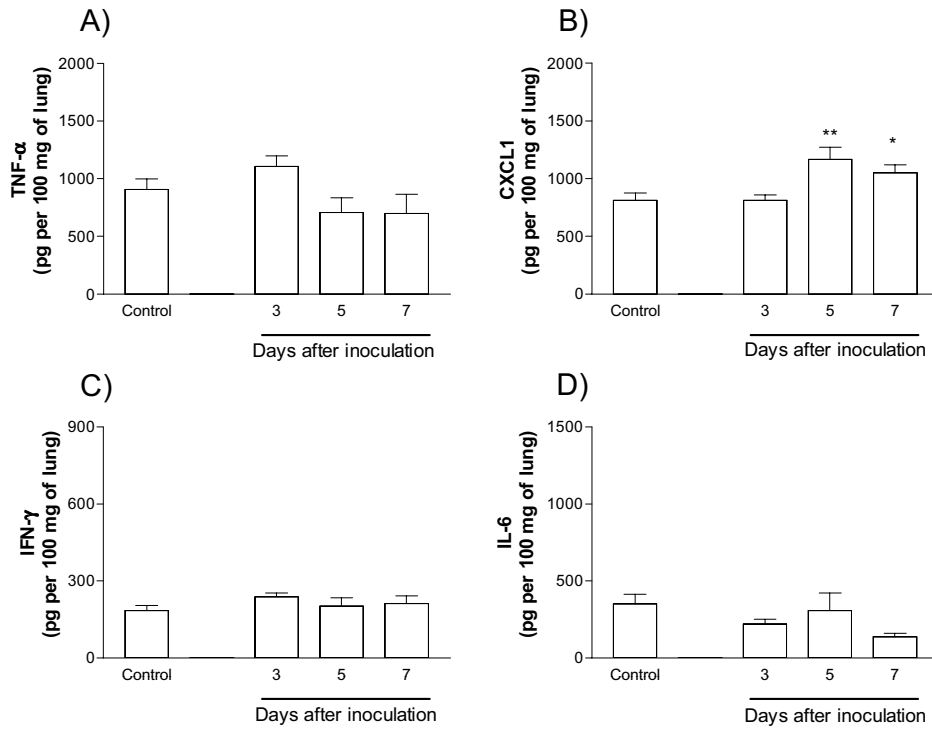 A)
TNF-α
(pg per 100 mg of lung)
2000
1500
1000
500
0
Control
3
5
7
Days after inoculation
B)
CXCL1
(pg per 100 mg of lung)
2000
1500
1000
500
0
**
*
Control
3
5
7
Days after inoculation
C)
IFN-γ
(pg per 100 mg of lung)
900
600
300
0
Control
3
5
7
Days after inoculation
D)
IL-6
(pg per 100 mg of lung)
1500
1000
500
0
Control
3
5
7
Days after inoculation